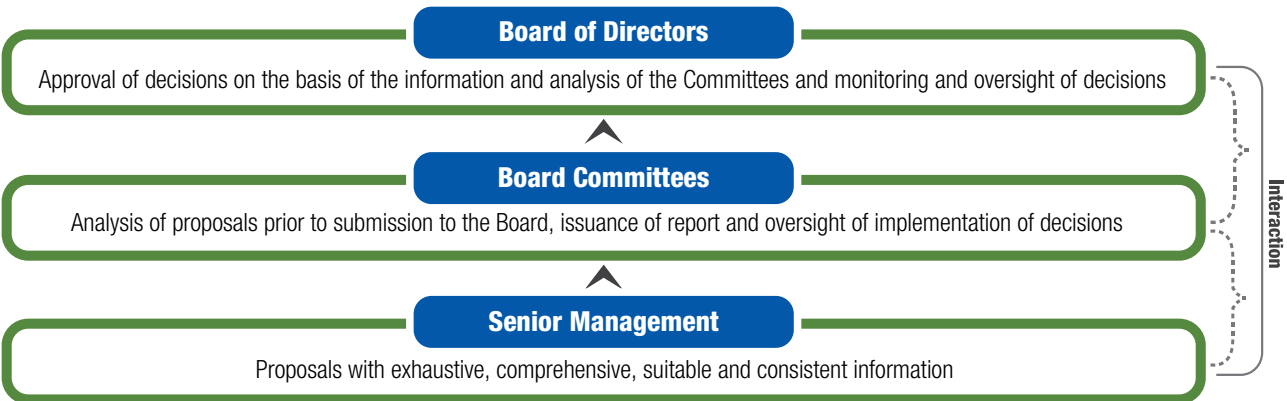 Board of Directors
Approval of decisions on the basis of the information and analysis of the Committees and monitoring and oversight of decisions
Board Committees
Analysis of proposals prior to submission to the Board, issuance of report and oversight of implementation of decisions
Senior Management
Proposals with exhaustive, comprehensive, suitable and consistent information
Interaction